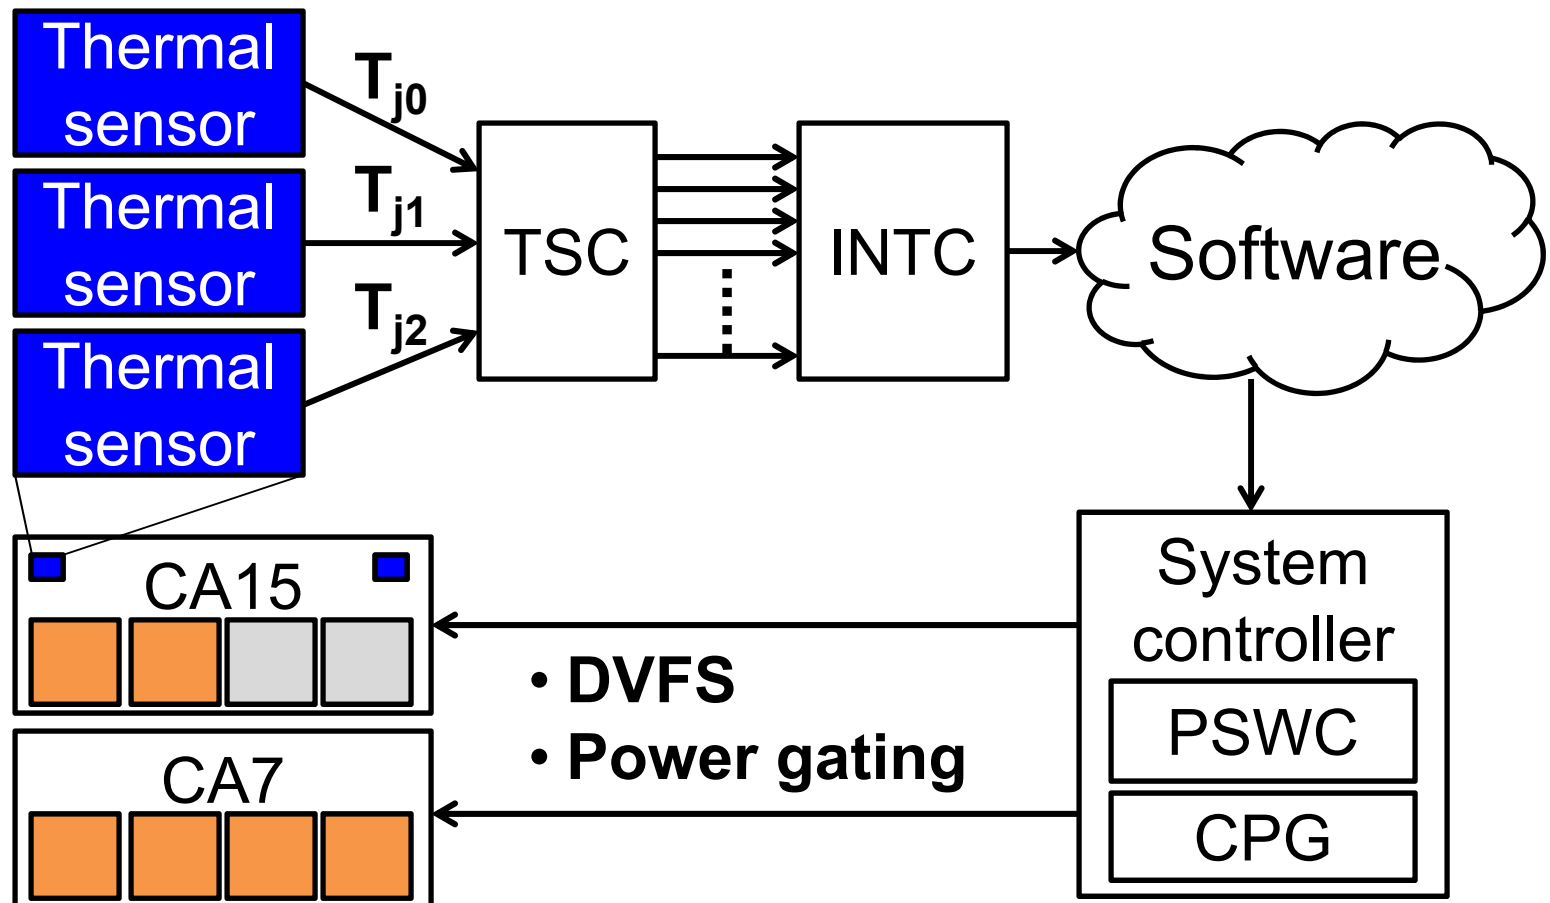 Thermal
sensor
Thermal
sensor
Thermal
sensor
Tj0
Tj1
Tj2
TSC
INTC
Software
System
controller
PSWC
CPG
• DVFS
• Power gating
CA15
CA7